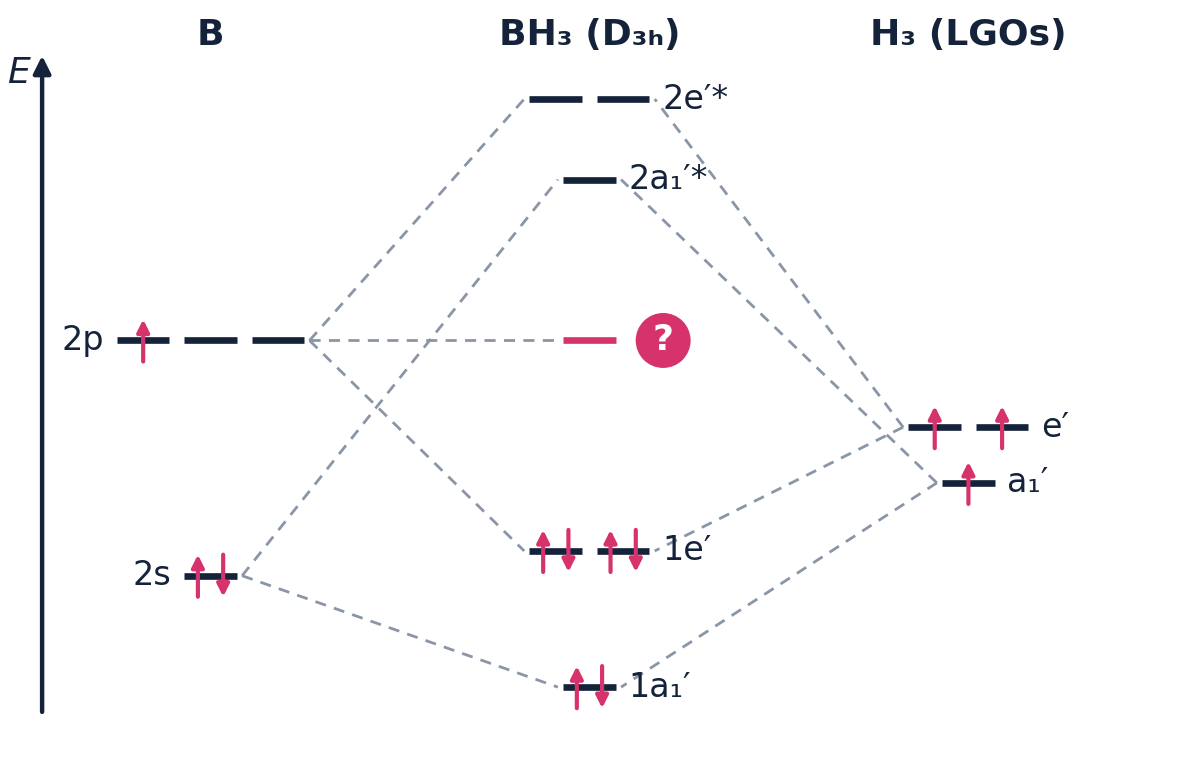 B
BH₃ (D₃ₕ)
H₃ (LGOs)
E
2e′*
2a₁′*
2p
?
e′
a₁′
1e′
2s
1a₁′